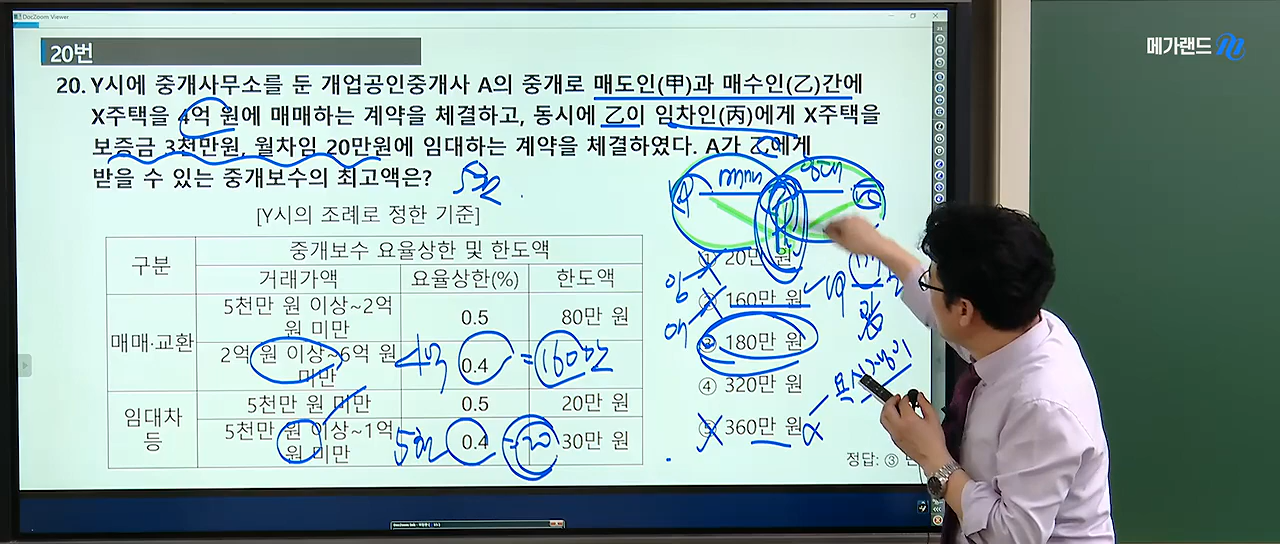 DocZoom Viewer
메가랜드
20번
20. Y시에 중개사무소를 둔 개업공인중개사 A의 중개로 매도인(甲)과 매수인(乙)간에
X주택을 4억 원에 매매하는 계약을 체결하고, 동시에 乙이 임차인(丙)에게 X주택을
보증금 3천만원, 월차임 20만원에 임대하는 계약을 체결하였다. A가 乙에게
받을 수 있는 중개보수의 최고액은?
5천
매매
임대
[Y시의 조례로 정한 기준]
구분
중개보수 요율상한 및 한도액
거래가액
요율상한(%)
한도액
매매·교환
5천만 원 이상~2억
원 미만
0.5
80만 원
2억 원 이상~6억 원
미만
4억
0.4
=160만
임대차
등
5천만 원 미만
0.5
20만 원
5천만 원 이상~1억
원 미만
5천
0.4
=20
30만 원
① 20만 원
② 160만 원
③ 180만 원
④ 320만 원
⑤ 360만 원
정답: ③